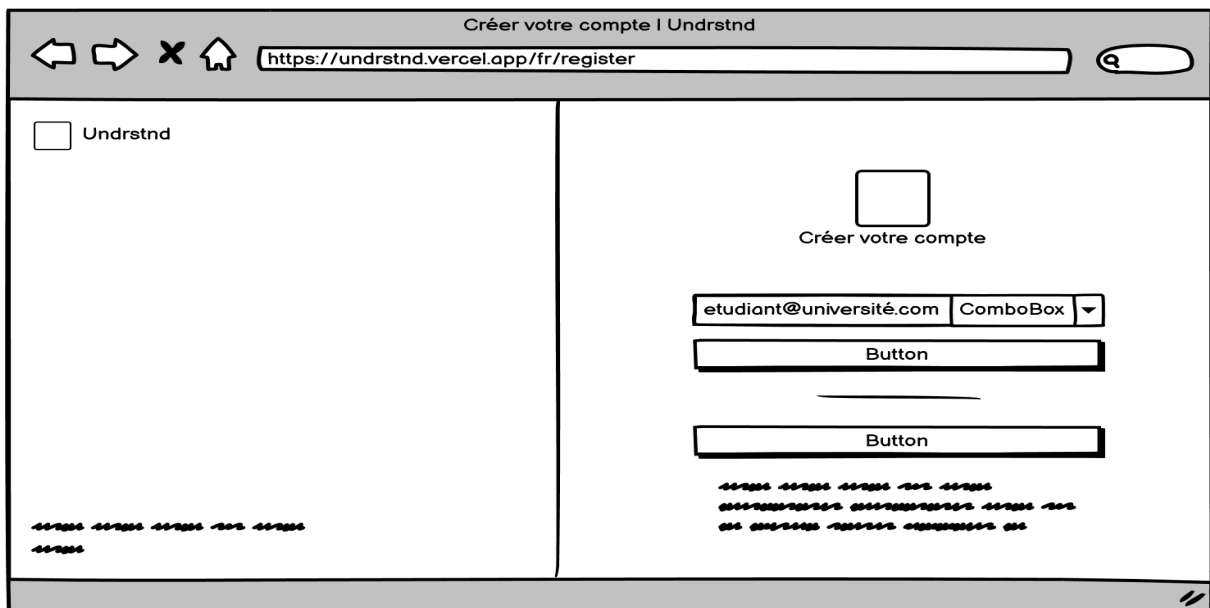 Créer votre compte | Undrstnd
https://undrstnd.vercel.app/fr/register
Undrstnd
Créer votre compte
etudiant@université.com ComboBox
Button
Button